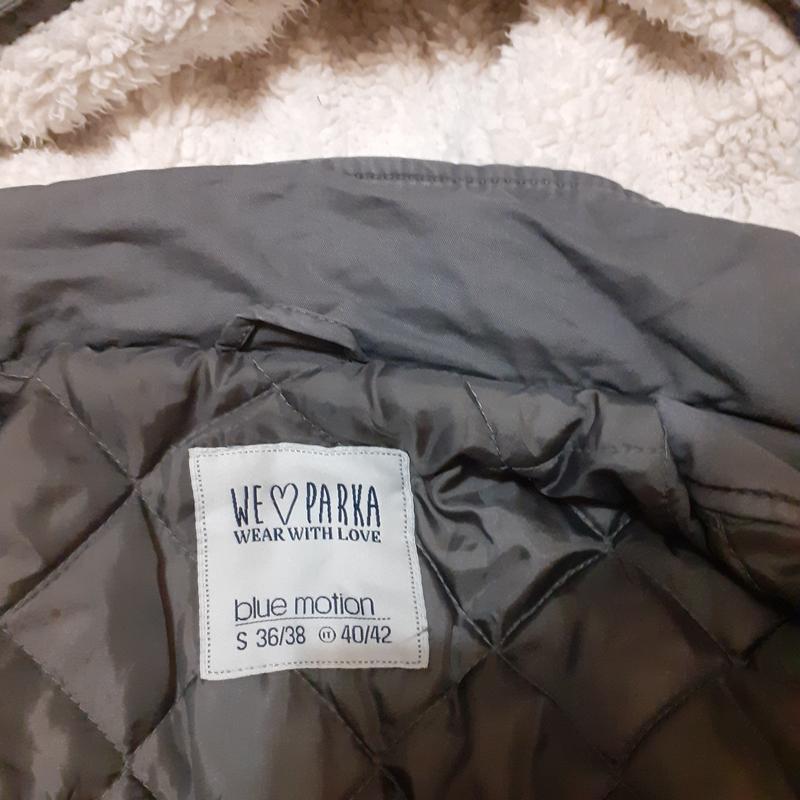 WE♡PARKA
WEAR WITH LOVE
blue motion
S 36/38 IT 40/42